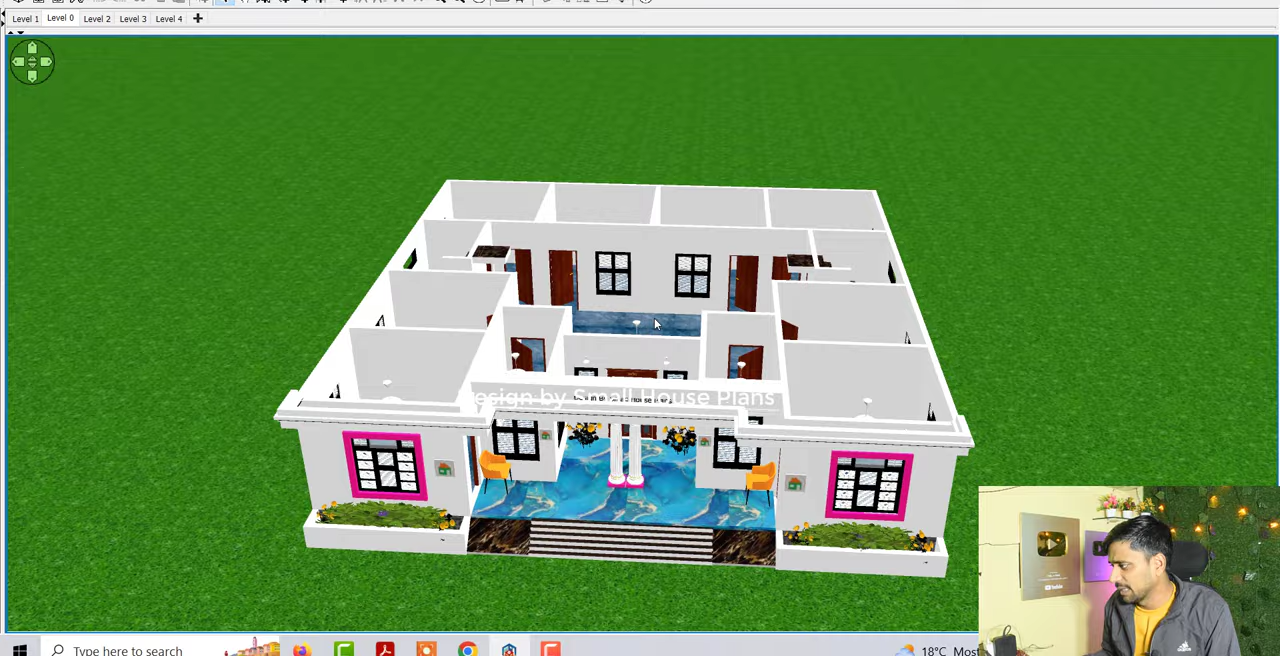 Level 1 Level 0 Level 2 Level 3 Level 4
Design by Small House Plans
Type here to search
18°C Most